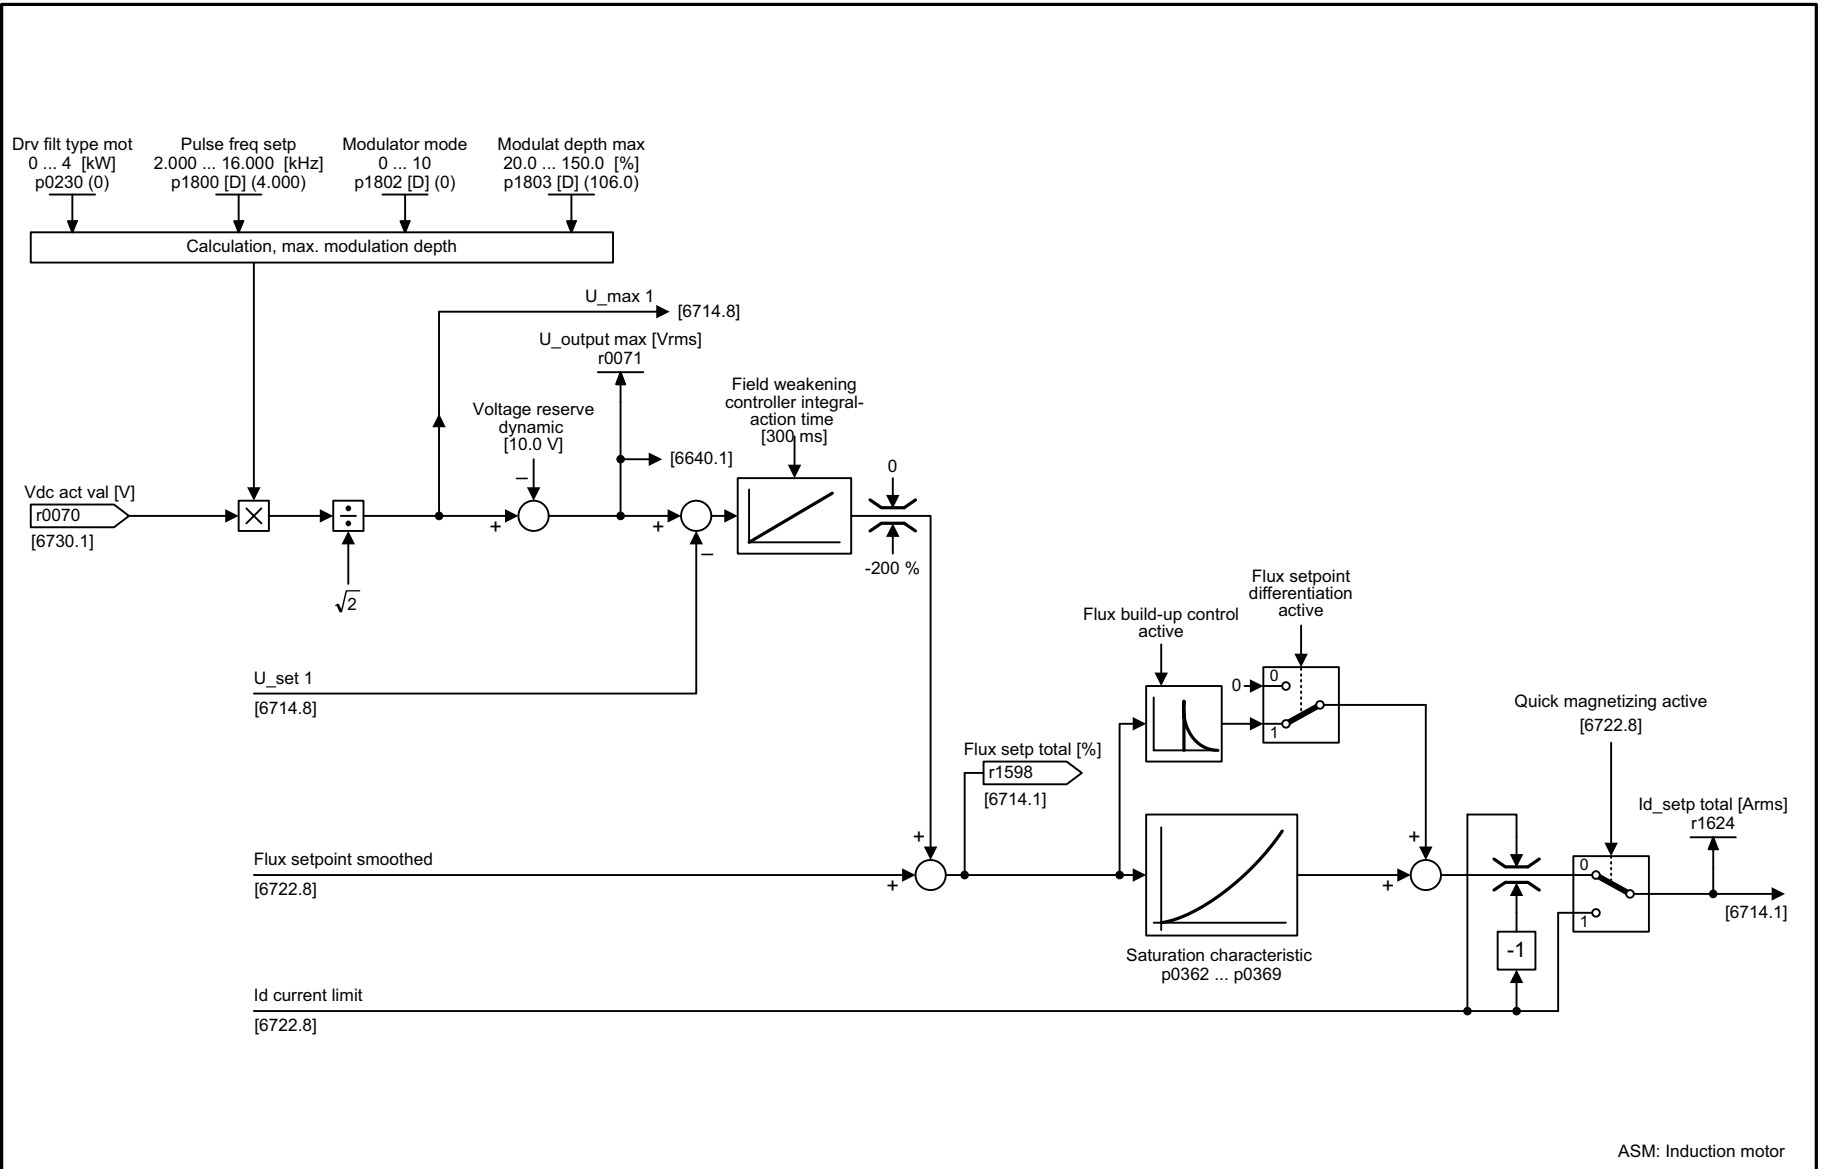 Drv filt type mot
0 ... 4 [kW]
p0230 (0)
Pulse freq setp
2.000 ... 16.000 [kHz]
p1800 [D] (4.000)
Modulator mode
0 ... 10
p1802 [D] (0)
Modulat depth max
20.0 ... 150.0 [%]
p1803 [D] (106.0)
Calculation, max. modulation depth
U_max 1
[6714.8]
U_output max [Vrms]
r0071
Field weakening
controller integral-
action time
[300 ms]
Voltage reserve
dynamic
[10.0 V]
–
[6640.1]
0
Vdc act val [V]
r0070
[6730.1]
×
÷
+
+
–
-200 %
√2
Flux setpoint
differentiation
active
Flux build-up control
active
U_set 1
[6714.8]
0
0
1
Quick magnetizing active
[6722.8]
Flux setp total [%]
r1598
[6714.1]
Id_setp total [Arms]
r1624
+
+
Flux setpoint smoothed
[6722.8]
+
+
0
1
[6714.1]
-1
Saturation characteristic
p0362 ... p0369
Id current limit
[6722.8]
ASM: Induction motor